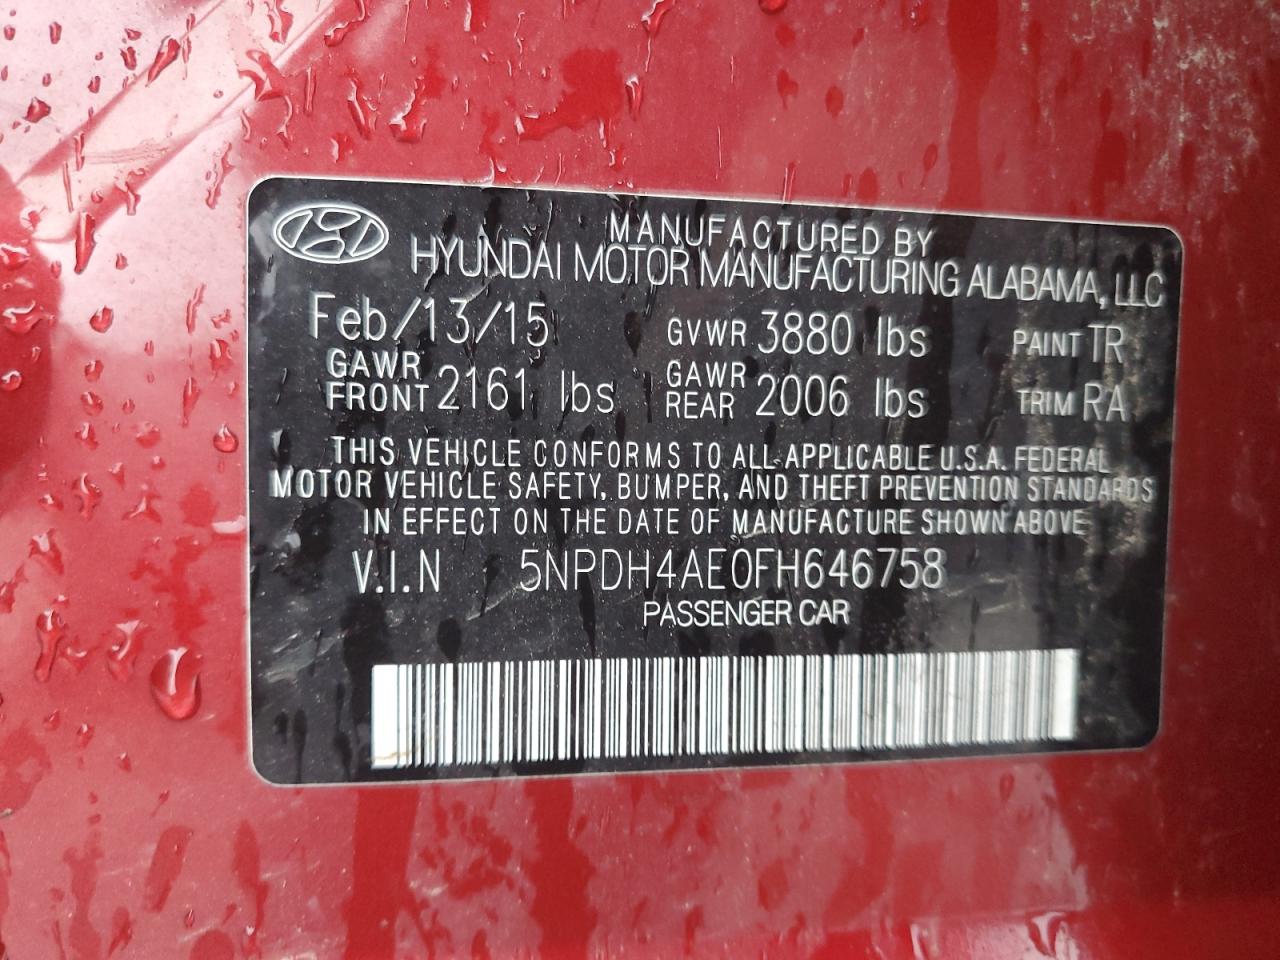 MANUFACTURED BY
HYUNDAI MOTOR MANUFACTURING ALABAMA, LLC
Feb/13/15 GVWR 3880 lbs PAINT TR
GAWR FRONT 2161 lbs GAWR REAR 2006 lbs TRIM RA
THIS VEHICLE CONFORMS TO ALL APPLICABLE U.S.A. FEDERAL
MOTOR VEHICLE SAFETY, BUMPER, AND THEFT PREVENTION STANDARDS
IN EFFECT ON THE DATE OF MANUFACTURE SHOWN ABOVE
V.I.N 5NPDH4AE0FH646758
PASSENGER CAR